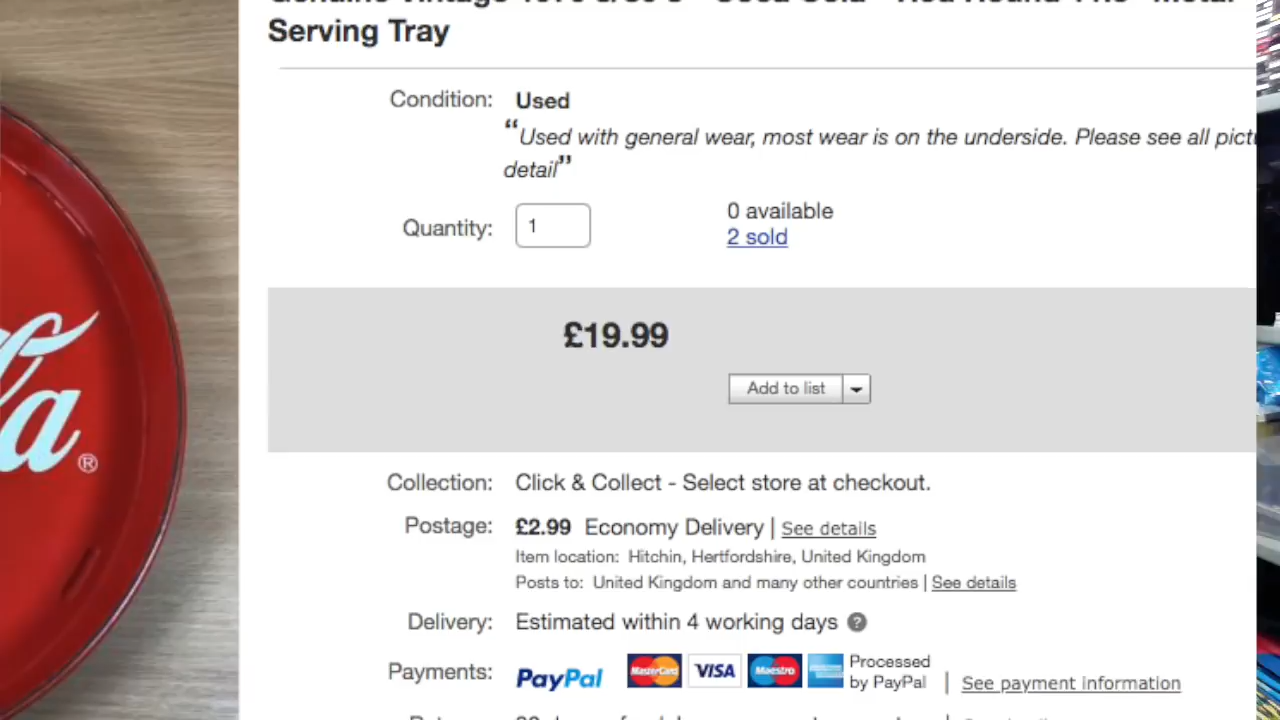 Serving Tray
Condition: Used
“Used with general wear, most wear is on the underside. Please see all
detail”
Quantity: 1
0 available
2 sold
£19.99
Add to list
Collection: Click & Collect - Select store at checkout.
Postage: £2.99 Economy Delivery | See details
Item location: Hitchin, Hertfordshire, United Kingdom
Posts to: United Kingdom and many other countries | See details
Delivery: Estimated within 4 working days ?
Payments: PayPal MasterCard VISA Maestro Processed
by PayPal | See payment information
la ®